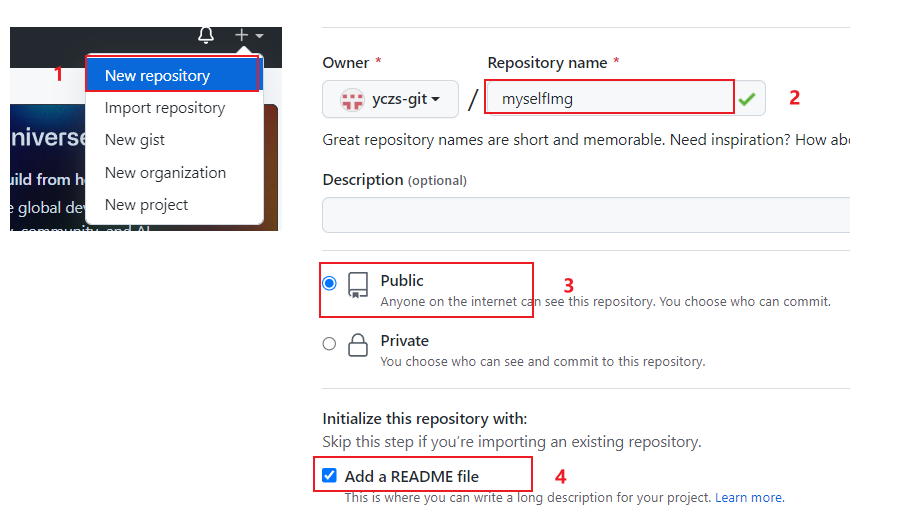 1
New repository
Import repository
New gist
New organization
New project
niverse
uild from h
e global dev
y, community, and AI
Owner *
Repository name *
yczs-git / myselfImg
2
Great repository names are short and memorable. Need inspiration? How abo
Description (optional)
Public
3
Anyone on the internet can see this repository. You choose who can commit.
Private
You choose who can see and commit to this repository.
Initialize this repository with:
Skip this step if you’re importing an existing repository.
Add a README file
4
This is where you can write a long description for your project. Learn more.